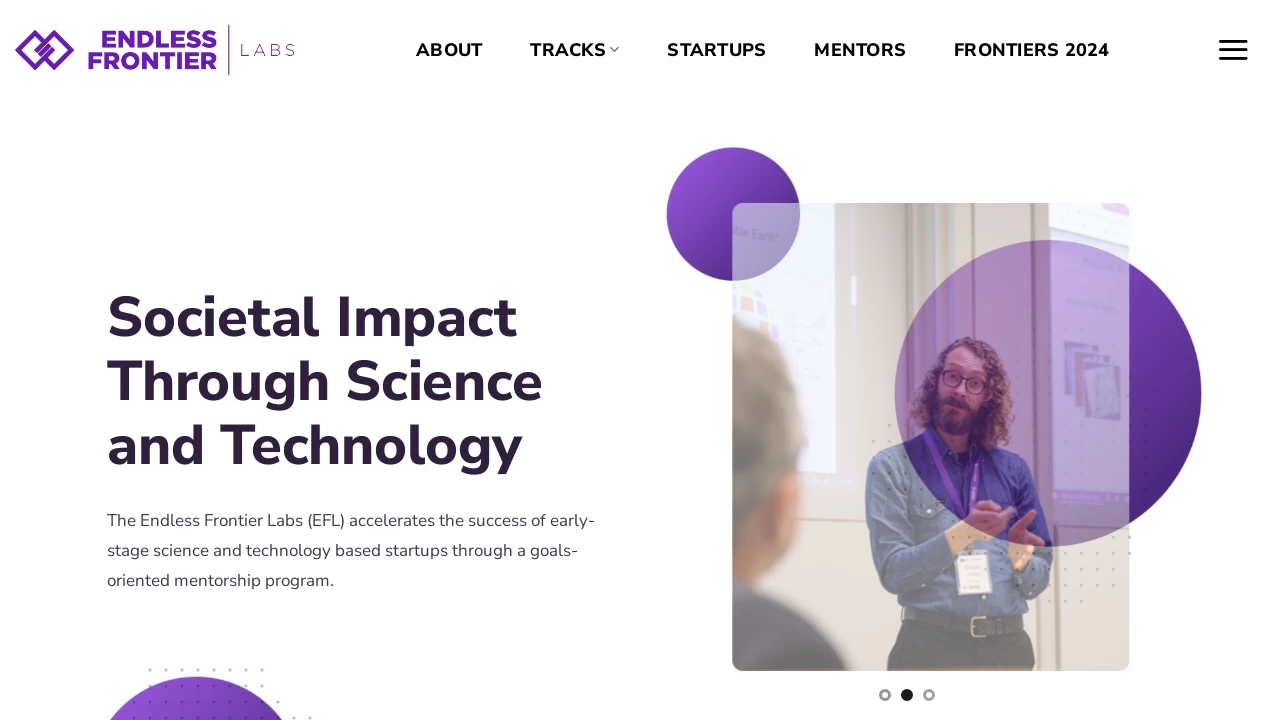 ENDLESS
FRONTIER
LABS
ABOUT
TRACKS
STARTUPS
MENTORS
FRONTIERS 2024
Societal Impact
Through Science
and Technology
The Endless Frontier Labs (EFL) accelerates the success of early-
stage science and technology based startups through a goals-
oriented mentorship program.